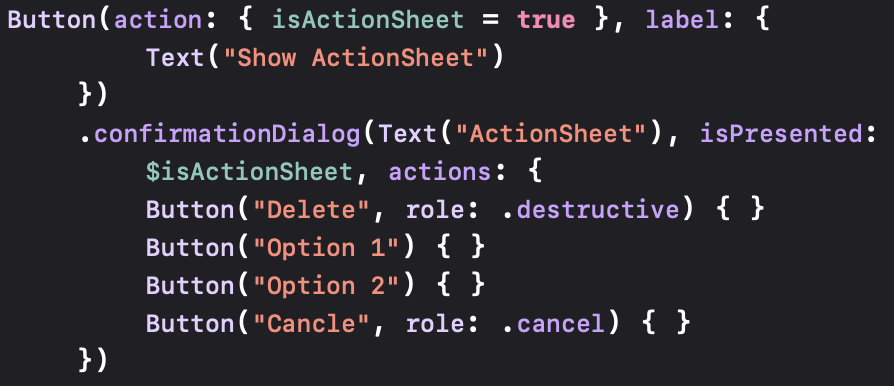 Button(action: { isActionSheet = true }, label: {
Text("Show ActionSheet")
})
.confirmationDialog(Text("ActionSheet"), isPresented:
$isActionSheet, actions: {
Button("Delete", role: .destructive) { }
Button("Option 1") { }
Button("Option 2") { }
Button("Cancle", role: .cancel) { }
})